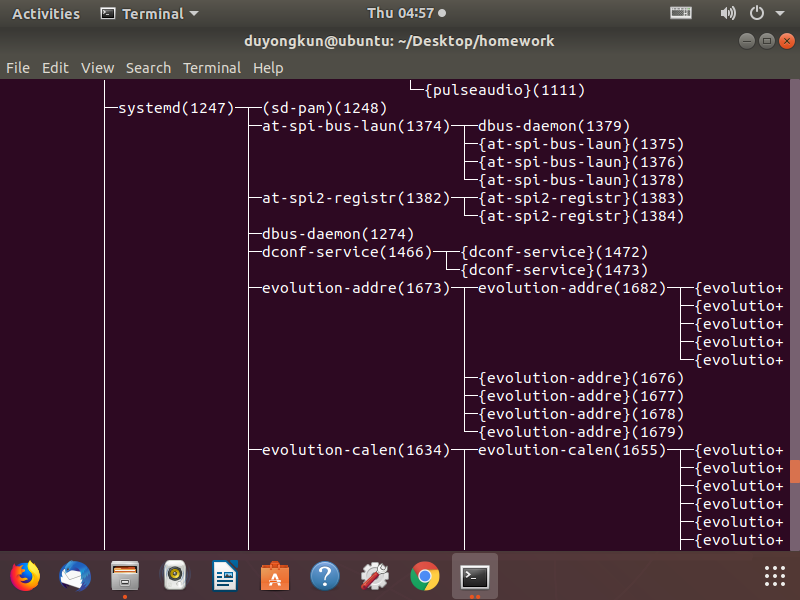 Activities Terminal Thu 04:57
duyongkun@ubuntu: ~/Desktop/homework
File Edit View Search Terminal Help
{pulseaudio}(1111)
systemd(1247) (sd-pam)(1248)
at-spi-bus-laun(1374) dbus-daemon(1379)
{at-spi-bus-laun}(1375)
{at-spi-bus-laun}(1376)
{at-spi-bus-laun}(1378)
at-spi2-registr(1382) {at-spi2-registr}(1383)
{at-spi2-registr}(1384)
dbus-daemon(1274)
dconf-service(1466) {dconf-service}(1472)
{dconf-service}(1473)
evolution-addre(1673) evolution-addre(1682) {evolutio+
{evolutio+
{evolutio+
{evolutio+
{evolutio+
{evolution-addre}(1676)
{evolution-addre}(1677)
{evolution-addre}(1678)
{evolution-addre}(1679)
evolution-calen(1634) evolution-calen(1655) {evolutio+
{evolutio+
{evolutio+
{evolutio+
{evolutio+
{evolutio+